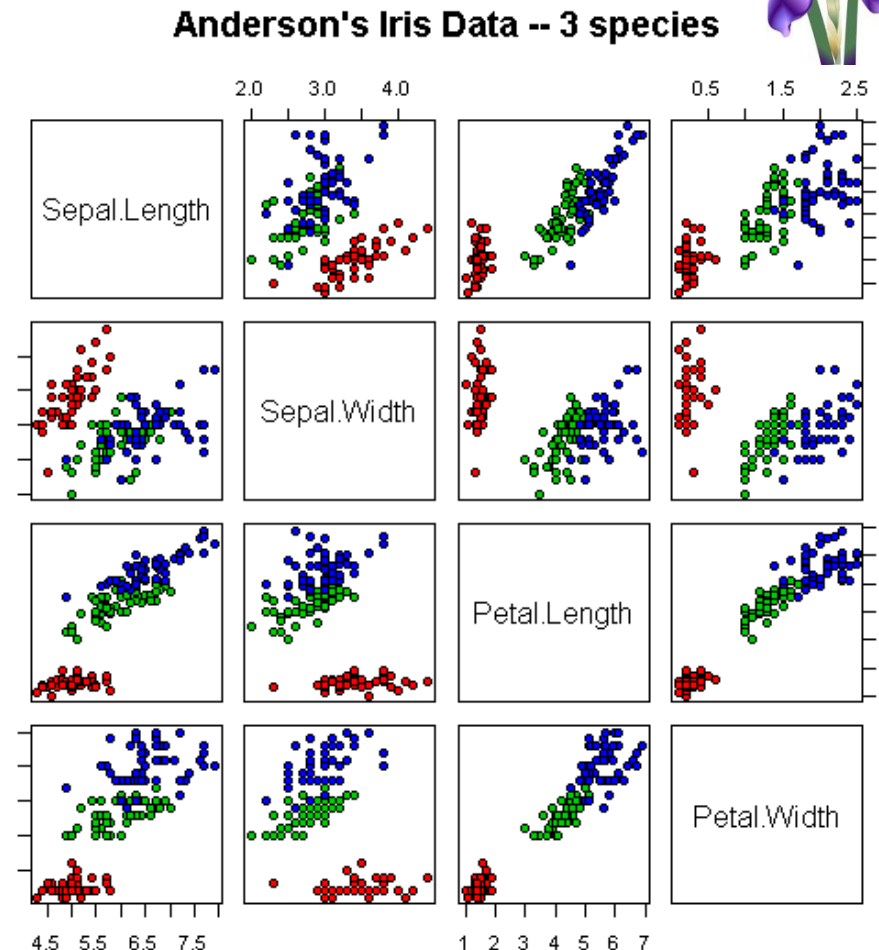 Anderson's Iris Data -- 3 species
2.0 3.0 4.0 0.5 1.5 2.5
Sepal.Length
Sepal.Width
Petal.Length
Petal.Width
4.5 5.5 6.5 7.5 1 2 3 4 5 6 7